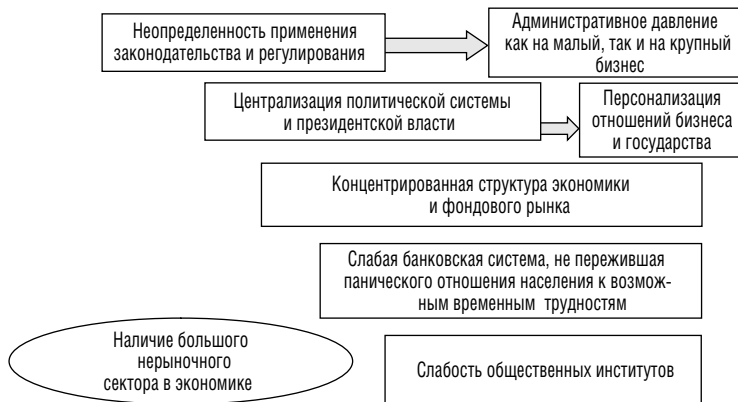 Неопределенность применения
законодательства и регулирования
Административное давление
как на малый, так и на крупный
бизнес
Централизация политической системы
и президентской власти
Персонализация
отношений бизнеса
и государства
Концентрированная структура экономики
и фондового рынка
Слабая банковская система, не пережившая
панического отношения населения к возмож-
ным временным трудностям
Наличие большого
нерыночного
сектора в экономике
Слабость общественных институтов